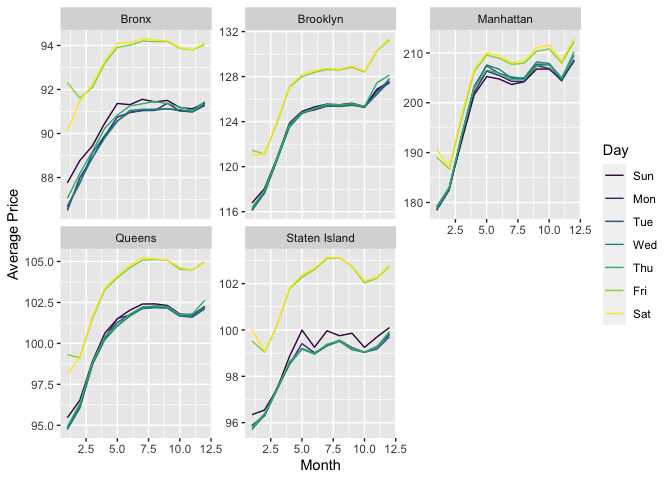 Bronx
Brooklyn
Manhattan
94
92
90
88
132
128
124
120
116
210
200
190
180
2.5 5.0 7.5 10.0 12.5
Average Price
Day
Sun
Mon
Tue
Wed
Thu
Fri
Sat
Queens
Staten Island
105.0
102.5
100.0
97.5
95.0
102
100
98
96
2.5 5.0 7.5 10.0 12.5
2.5 5.0 7.5 10.0 12.5
Month